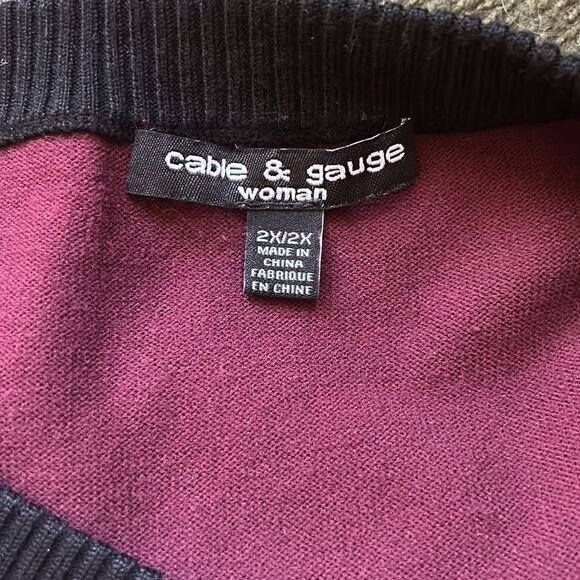 cable & gauge
woman
2X/2X
MADE IN
CHINA
FABRIQUE
EN CHINE